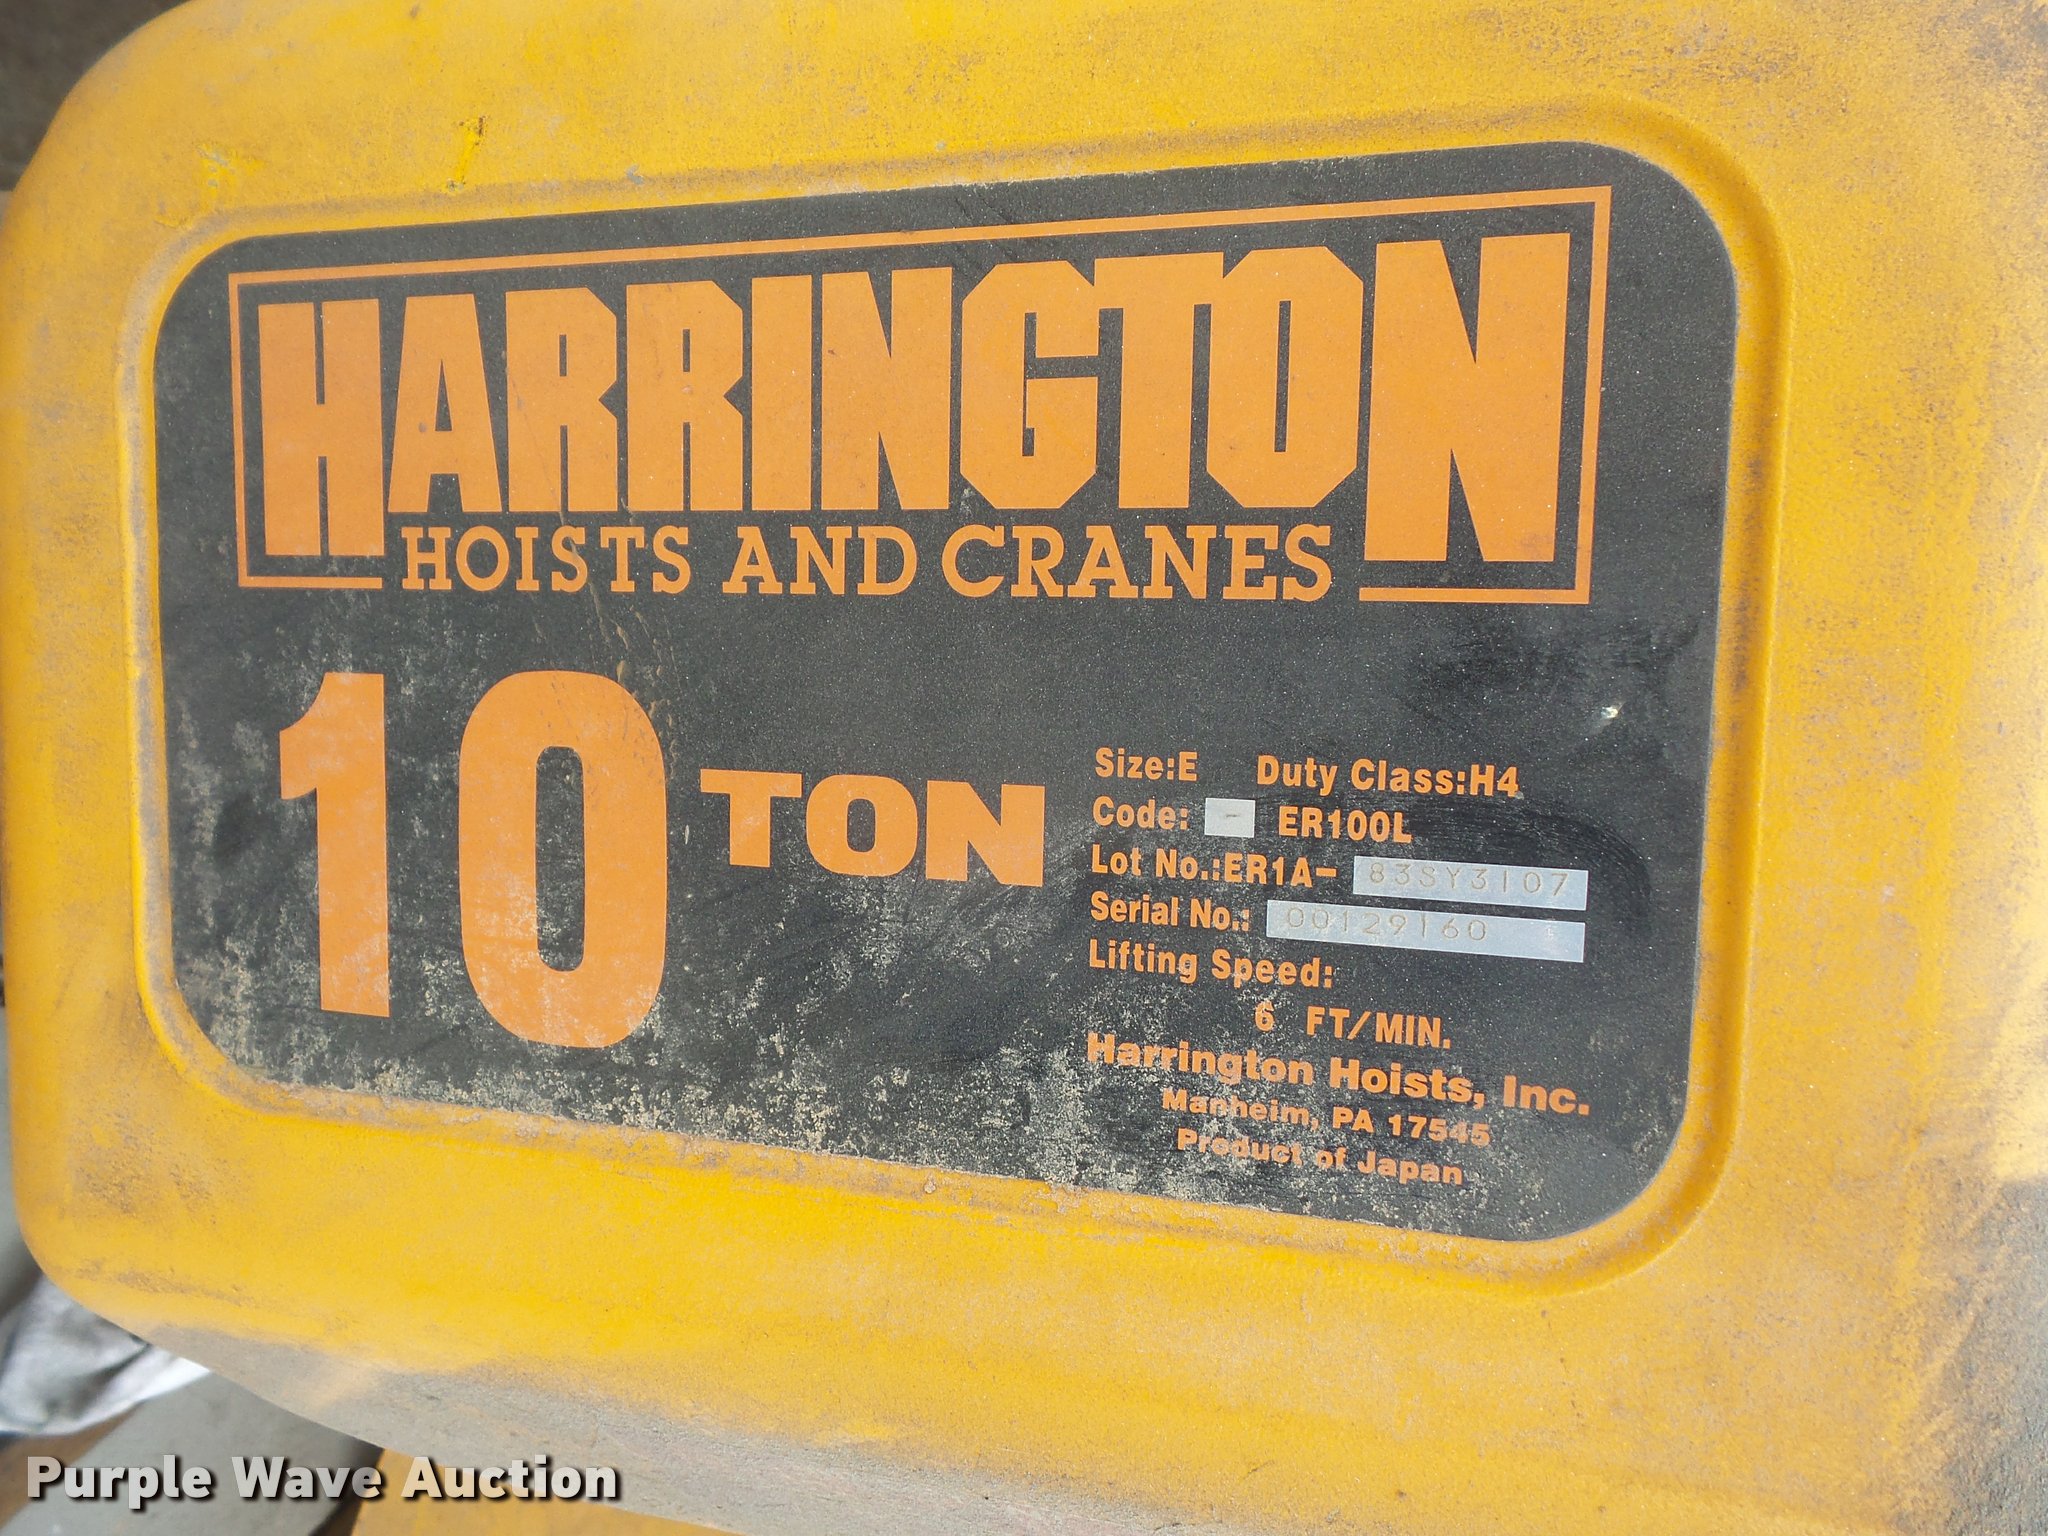 HARRINGTON
HOISTS AND CRANES
10 TON
Size:E Duty Class:H4
Code: - ER100L
Lot No.:ER1A- 83SY3107
Serial No.: 00129160
Lifting Speed:
6 FT/MIN.
Harrington Hoists, Inc.
Manheim, PA 17545
Product of Japan
Purple Wave Auction